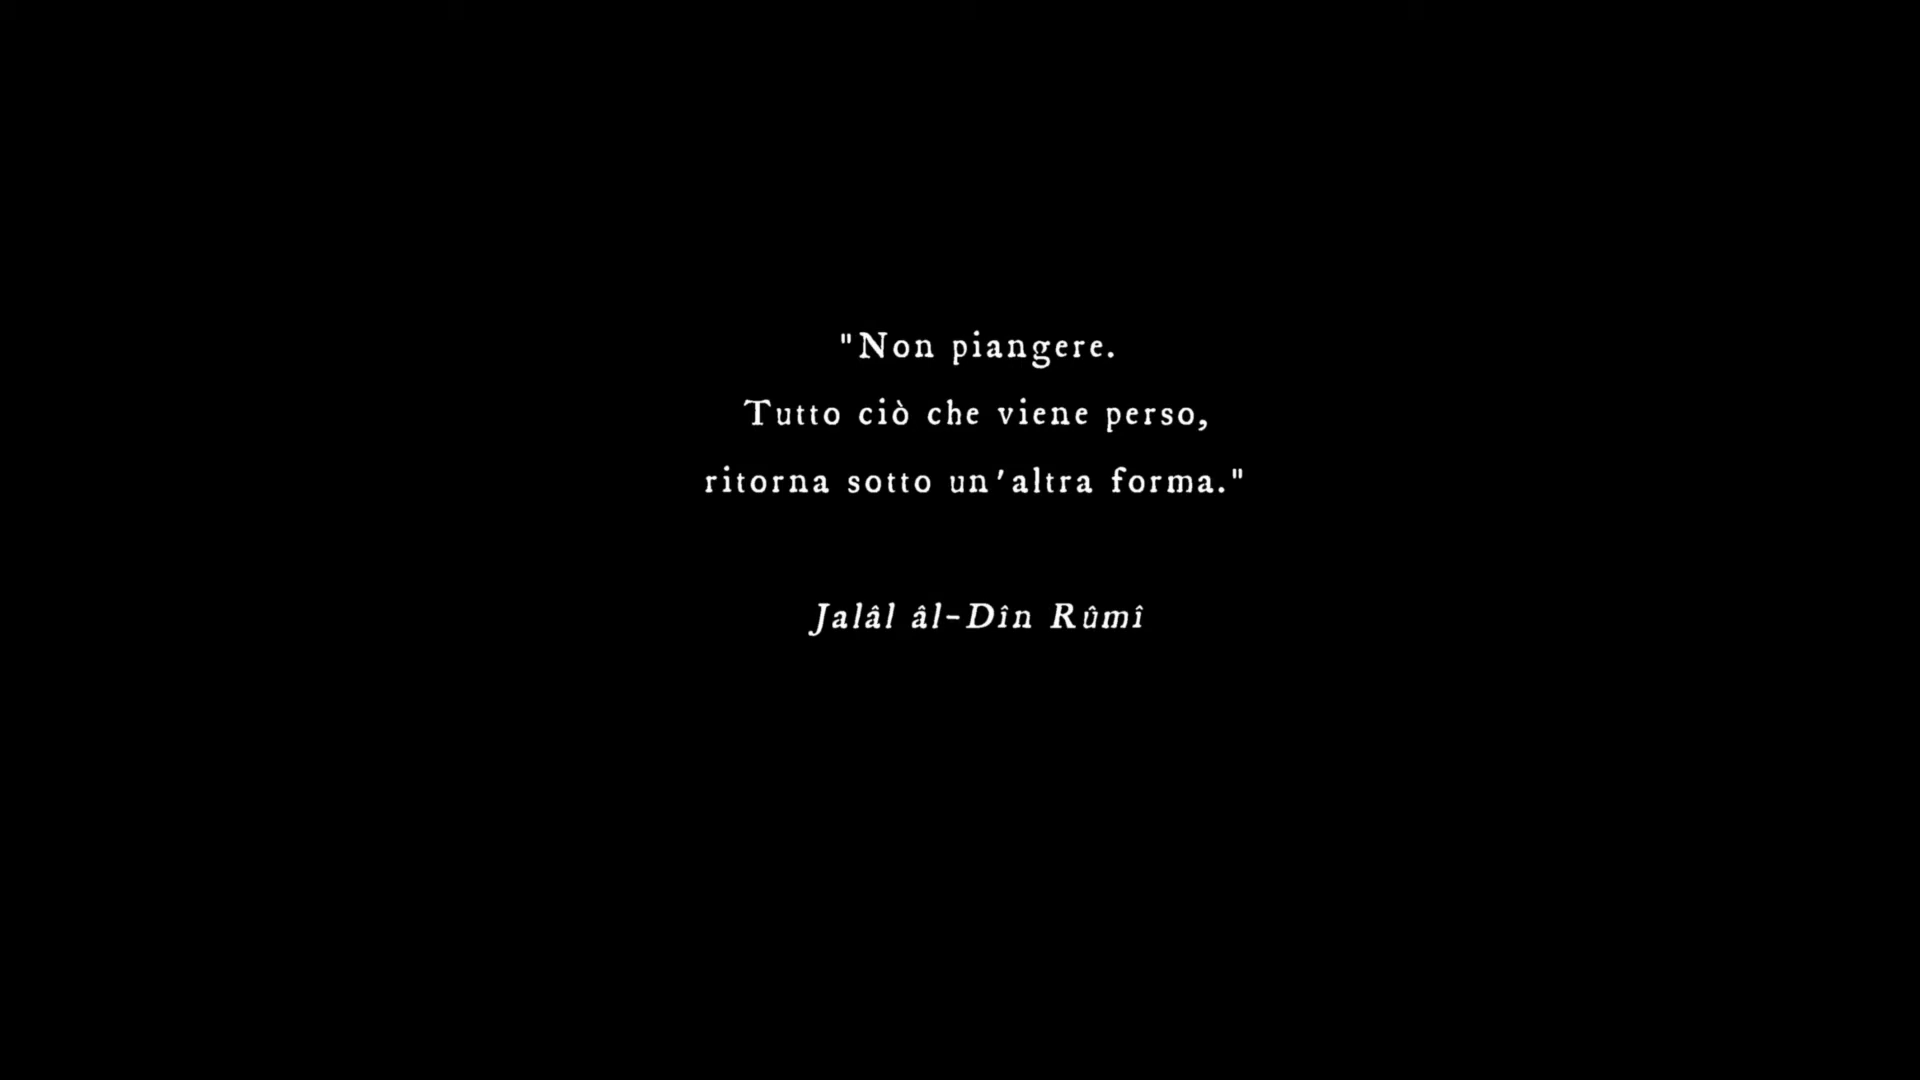 "Non piangere.
Tutto ciò che viene perso,
ritorna sotto un'altra forma."
Jalâl âl-Dîn Rûmî